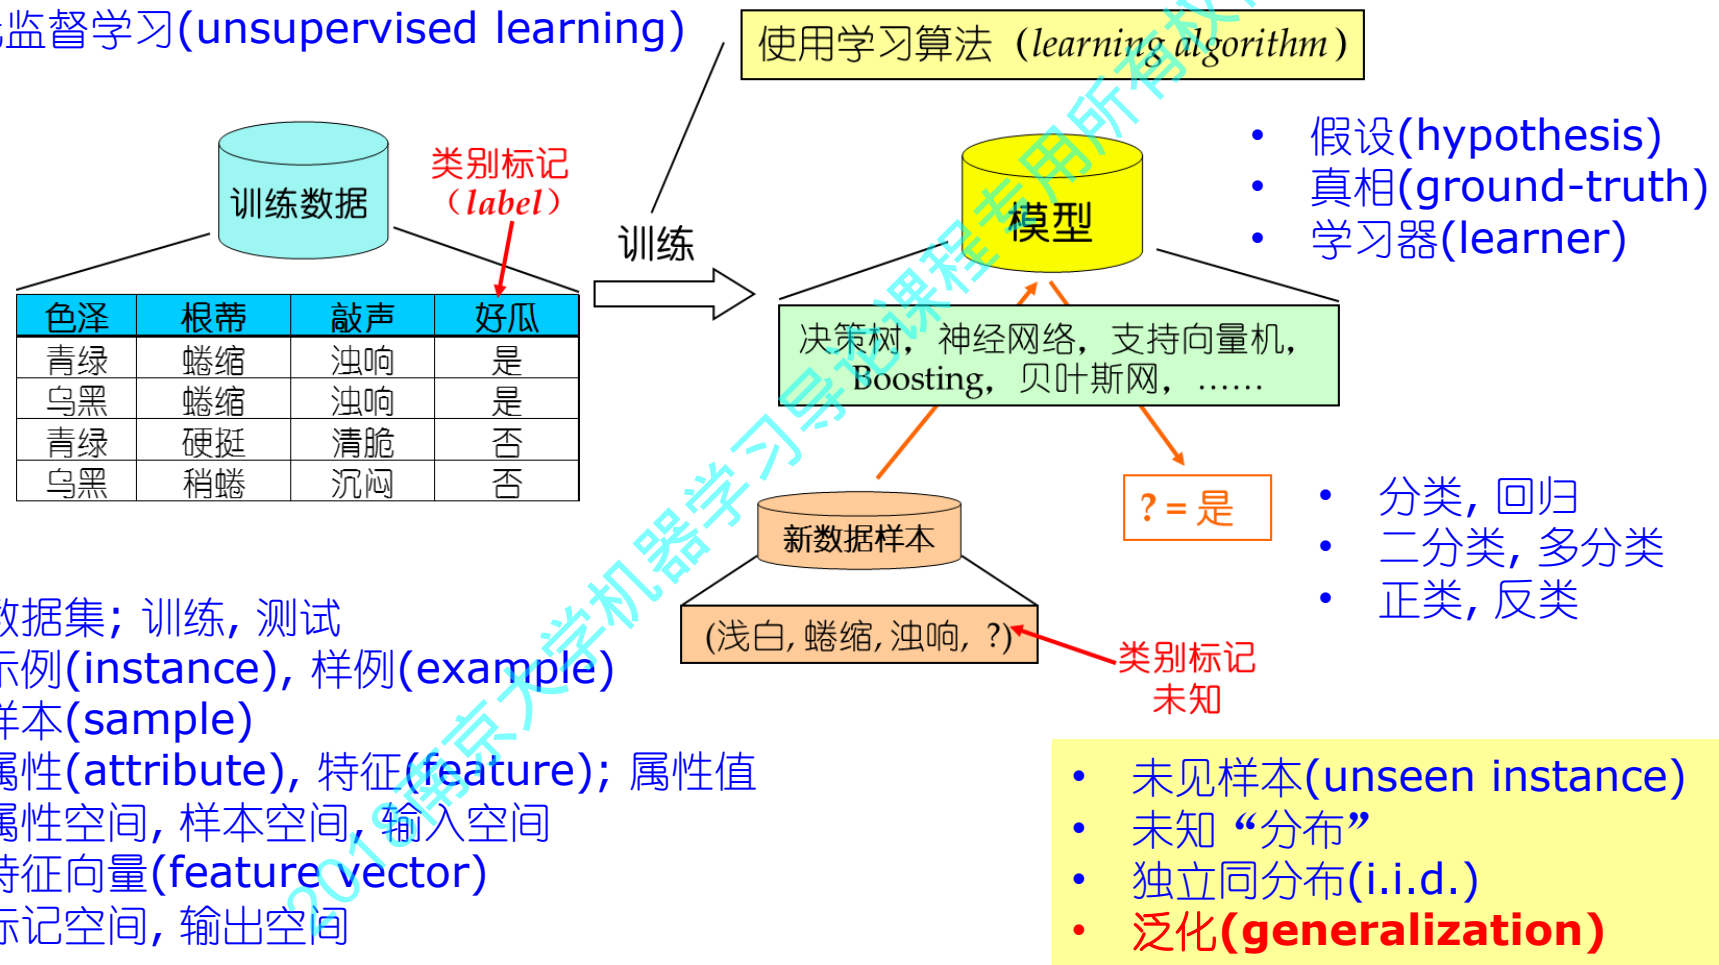 监督学习(unsupervised learning)
使用学习算法（learning algorithm）
训练数据
类别标记
（label）
训练
模型
• 假设(hypothesis)
• 真相(ground-truth)
• 学习器(learner)
色泽 根蒂 敲声 好瓜
青绿 蜷缩 浊响 是
乌黑 蜷缩 浊响 是
青绿 硬挺 清脆 否
乌黑 稍蜷 沉闷 否
决策树，神经网络，支持向量机，
Boosting，贝叶斯网，……
? = 是
• 分类, 回归
• 二分类, 多分类
• 正类, 反类
新数据样本
(浅白, 蜷缩, 浊响, ?)
类别标记
未知
数据集; 训练, 测试
示例(instance), 样例(example)
样本(sample)
属性(attribute), 特征(feature); 属性值
属性空间, 样本空间, 输入空间
特征向量(feature vector)
标记空间, 输出空间
• 未见样本(unseen instance)
• 未知“分布”
• 独立同分布(i.i.d.)
• 泛化(generalization)
2018南京大学机器学习导论课程专用所有权